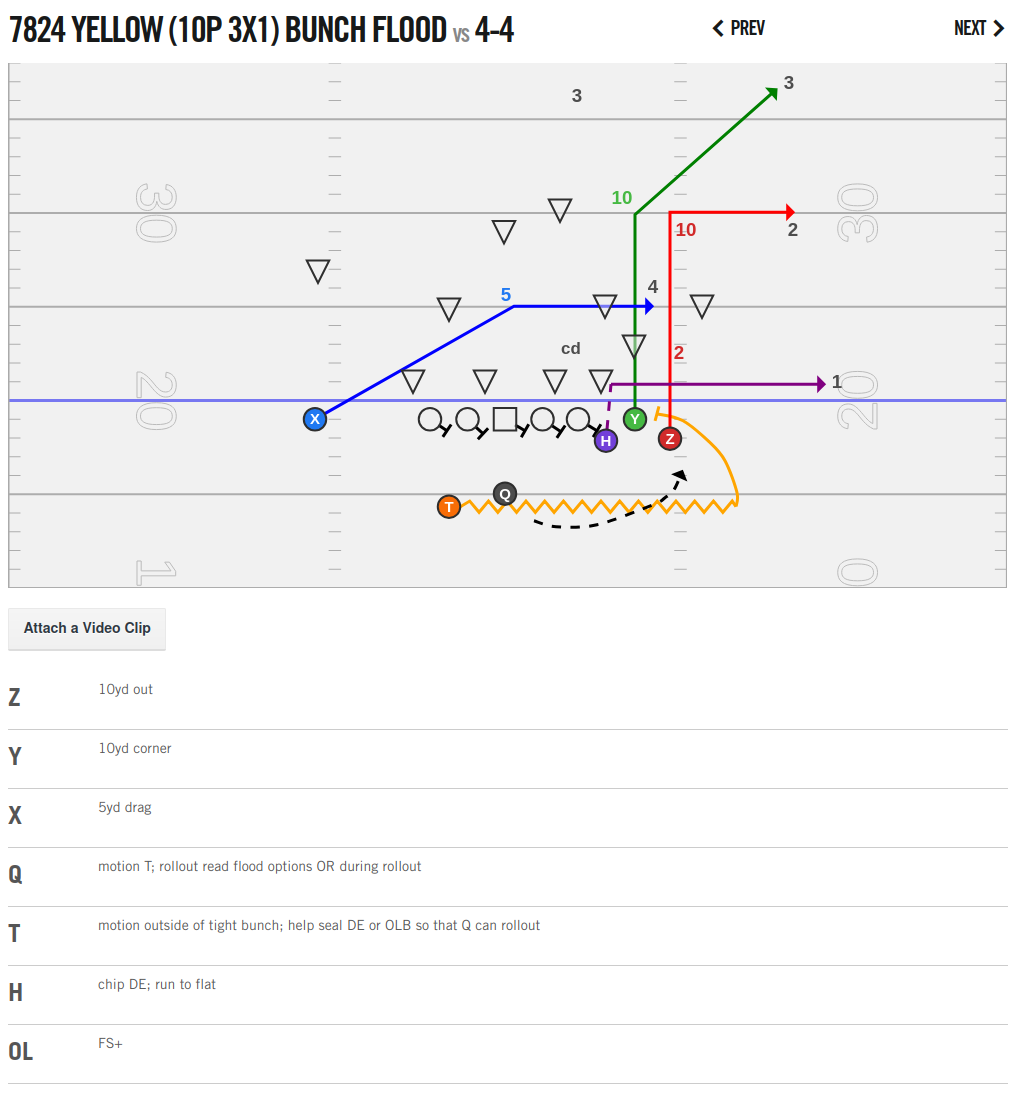 7824 YELLOW (10P 3X1) BUNCH FLOOD VS 4-4
PREV
NEXT
3
3
10
30
30
10
2
4
5
cd
2
20
20
1
X
Y
H
Z
Q
T
1
0
Attach a Video Clip
Z 10yd out
Y 10yd corner
X 5yd drag
Q motion T; rollout read flood options OR during rollout
T motion outside of tight bunch; help seal DE or OLB so that Q can rollout
H chip DE; run to flat
OL FS+